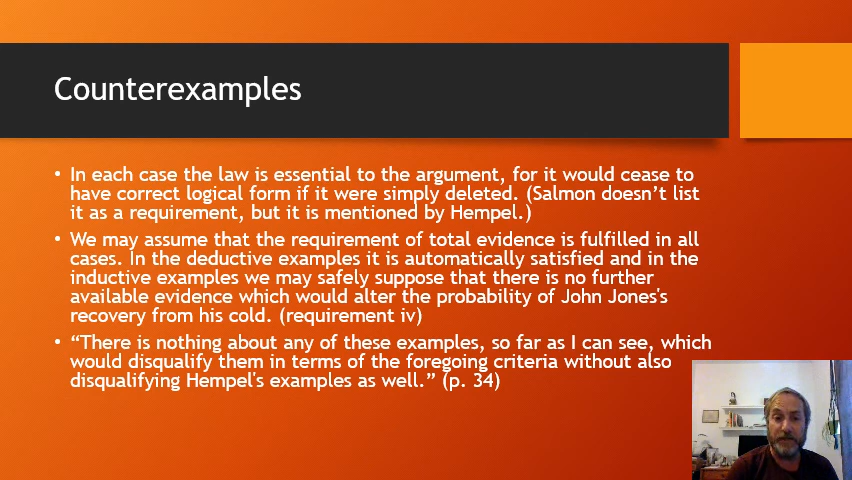 Counterexamples
• In each case the law is essential to the argument, for it would cease to
have correct logical form if it were simply deleted. (Salmon doesn’t list
it as a requirement, but it is mentioned by Hempel.)
• We may assume that the requirement of total evidence is fulfilled in all
cases. In the deductive examples it is automatically satisfied and in the
inductive examples we may safely suppose that there is no further
available evidence which would alter the probability of John Jones's
recovery from his cold. (requirement iv)
• “There is nothing about any of these examples, so far as I can see, which
would disqualify them in terms of the foregoing criteria without also
disqualifying Hempel's examples as well.” (p. 34)